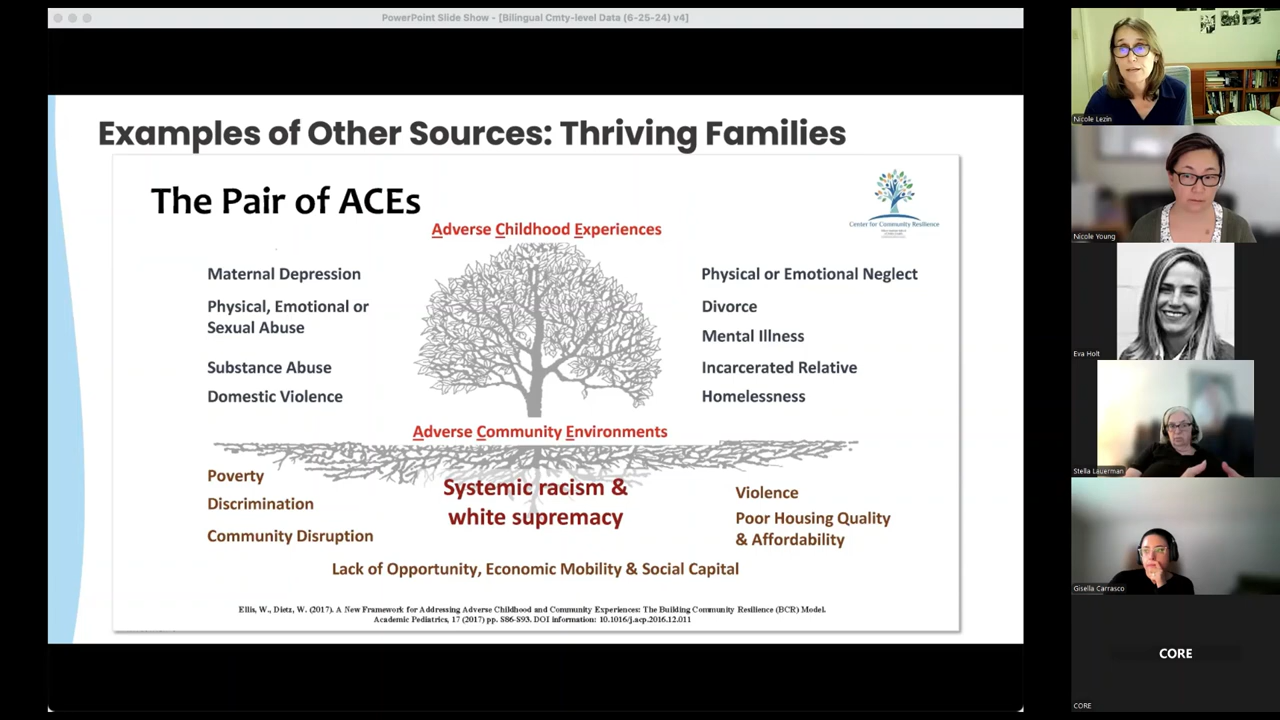 PowerPoint Slide Show - [Bilingual Cmty-level Data (6-25-24) v4]
Examples of Other Sources: Thriving Families
The Pair of ACEs
Center for Community Resilience
Adverse Childhood Experiences
Maternal Depression
Physical, Emotional or
Sexual Abuse
Substance Abuse
Domestic Violence
Physical or Emotional Neglect
Divorce
Mental Illness
Incarcerated Relative
Homelessness
Adverse Community Environments
Poverty
Discrimination
Community Disruption
Systemic racism &
white supremacy
Violence
Poor Housing Quality
& Affordability
Lack of Opportunity, Economic Mobility & Social Capital
Ellis, W., Dietz, W. (2017). A New Framework for Addressing Adverse Childhood and Community Experiences: The Building Community Resilience (BCR) Model.
Academic Pediatrics, 17 (2017) pp. S86-S93. DOI information: 10.1016/j.acp.2016.12.011
Nicole Lezin
Nicole Young
Eva Holt
Stella Lauerman
Gisella Carrasco
CORE
CORE